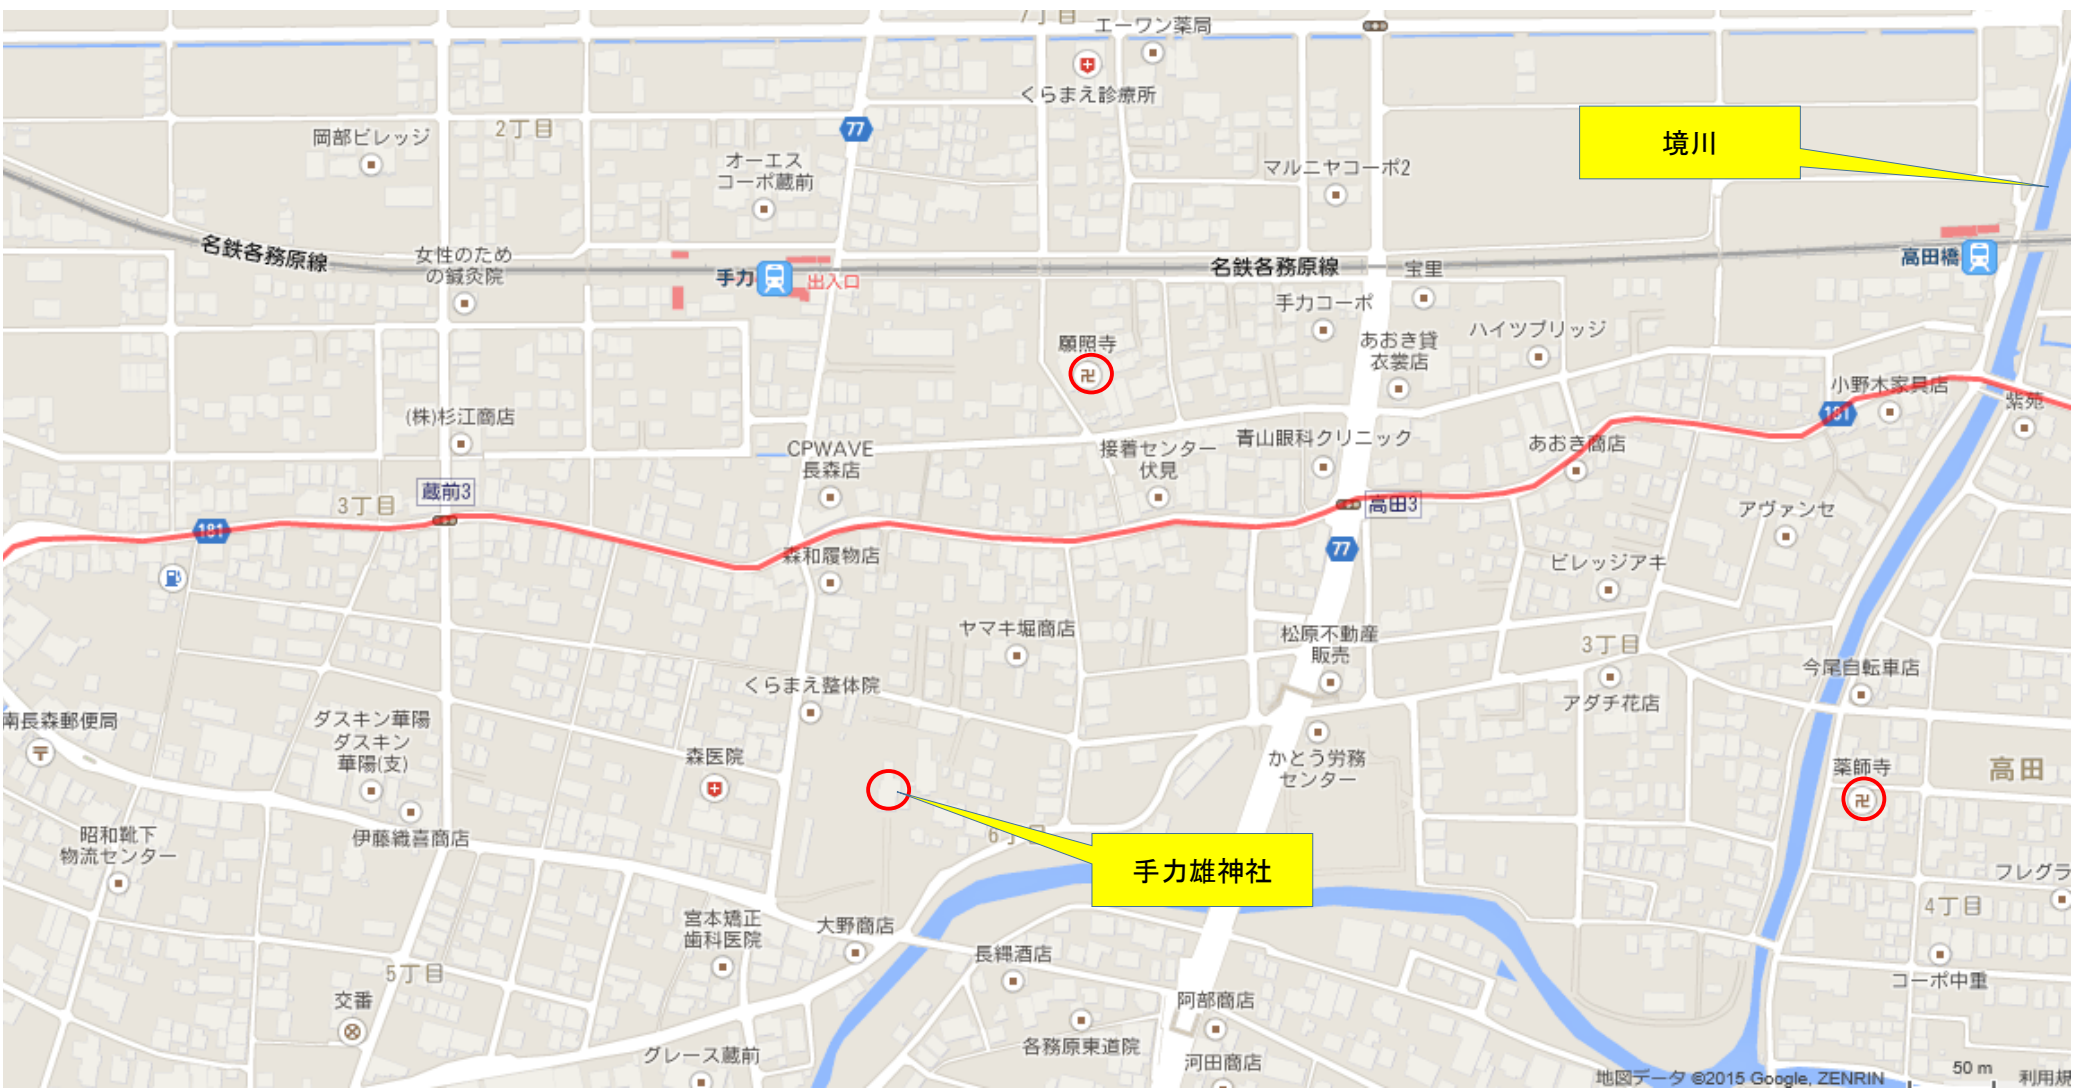 7丁目
エーワン薬局
くらまえ診療所
岡部ビレッジ
2丁目
77
オーエス
コーポ蔵前
マルニヤコーポ2
境川
名鉄各務原線
女性のため
の鍼灸院
手力
出入口
名鉄各務原線
宝里
高田橋
手力コーポ
願照寺
あおき貸
衣裳店
ハイツブリッジ
小野木家具店
紫苑
(株)杉江商店
CPWAVE
長森店
接着センター
伏見
青山眼科クリニック
あおき商店
181
蔵前3
3丁目
181
高田3
アヴァンセ
77
森和履物店
ビレッジアキ
ヤマキ堀商店
松原不動産
販売
3丁目
今尾自転車店
くらまえ整体院
アダチ花店
南長森郵便局
ダスキン華陽
ダスキン
華陽(支)
森医院
かとう労務
センター
薬師寺
高田
昭和靴下
物流センター
伊藤織喜商店
6丁目
手力雄神社
フレグラ
4丁目
宮本矯正
歯科医院
大野商店
長縄酒店
5丁目
コーポ中重
交番
阿部商店
各務原東道院
グレース蔵前
河田商店
地図データ ©2015 Google, ZENRIN
50 m
利用規